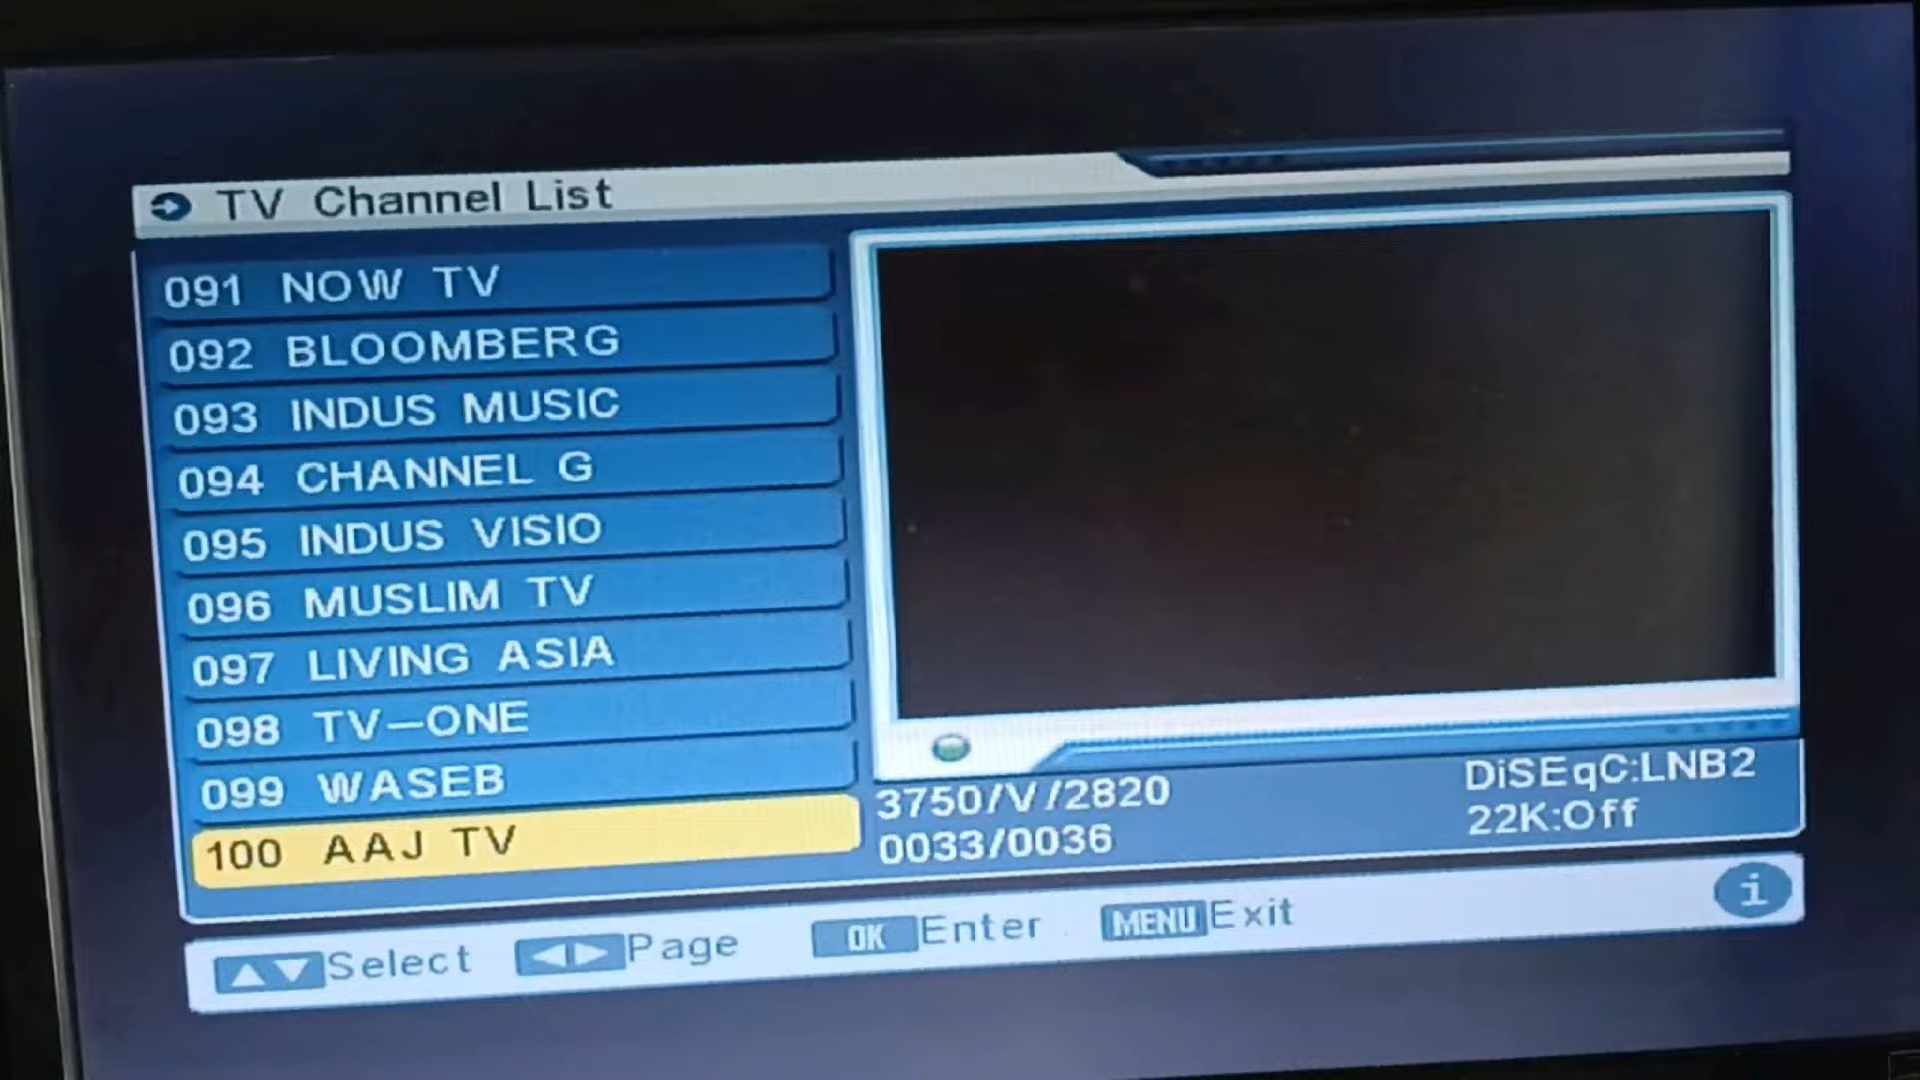 TV Channel List
091 NOW TV
092 BLOOMBERG
093 INDUS MUSIC
094 CHANNEL G
095 INDUS VISIO
096 MUSLIM TV
097 LIVING ASIA
098 TV-ONE
099 WASEB
100 AAJ TV
3750/V/2820
0033/0036
DiSEqC:LNB2
22K:Off
Select
Page
OK Enter
MENU Exit
i